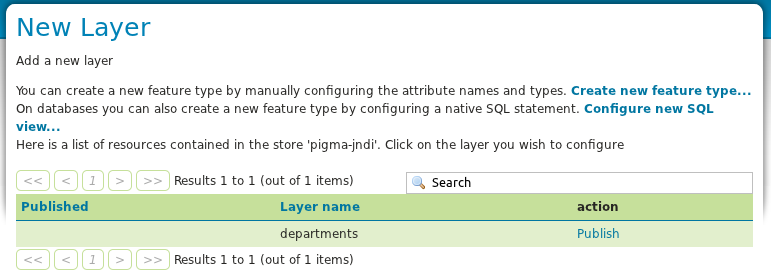 New Layer
Add a new layer
You can create a new feature type by manually configuring the attribute names and types. Create new feature type...
On databases you can also create a new feature type by configuring a native SQL statement. Configure new SQL
view...
Here is a list of resources contained in the store 'pigma-jndi'. Click on the layer you wish to configure
<< < 1 > >> Results 1 to 1 (out of 1 items) Search
Published Layer name action
departments Publish
<< < 1 > >> Results 1 to 1 (out of 1 items)